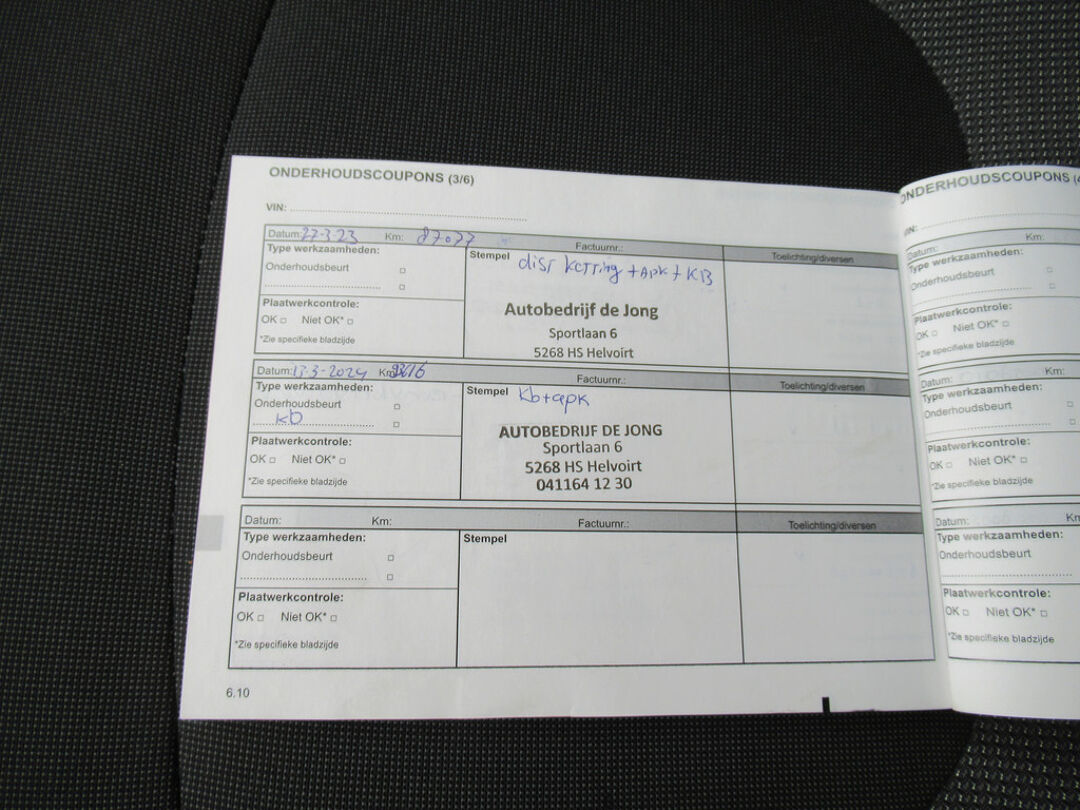 ONDERHOUDSCOUPONS (3/6)
VIN:
Datum: 27-3-23 Km: 87077 Factuurnr.: Toelichting/diversen
Type werkzaamheden:
Onderhoudsbeurt
Plaatwerkcontrole:
OK Niet OK*
*Zie specifieke bladzijde
Stempel dist ketting + APK + KB
Autobedrijf de Jong
Sportlaan 6
5268 HS Helvoirt
Datum: 13-3-2024 Km: Factuurnr.: Toelichting/diversen
Type werkzaamheden:
Onderhoudsbeurt
kb
Plaatwerkcontrole:
OK Niet OK*
*Zie specifieke bladzijde
Stempel kb+apk
AUTOBEDRIJF DE JONG
Sportlaan 6
5268 HS Helvoirt
041164 12 30
Datum: Km: Factuurnr.: Toelichting/diversen
Type werkzaamheden:
Onderhoudsbeurt
Plaatwerkcontrole:
OK Niet OK*
*Zie specifieke bladzijde
Stempel
6.10
ONDERHOUDSCOUPONS (4
Datum: Km:
Type werkzaamheden:
Onderhoudsbeurt
Plaatwerkcontrole:
OK Niet OK*
*Zie specifieke bladzijde
Datum: Km:
Type werkzaamheden:
Onderhoudsbeurt
Plaatwerkcontrole:
OK Niet OK*
*Zie specifieke bladzijde
Datum: Km
Type werkzaamheden:
Onderhoudsbeurt
Plaatwerkcontrole:
OK Niet OK*
*Zie specifieke bladzijde